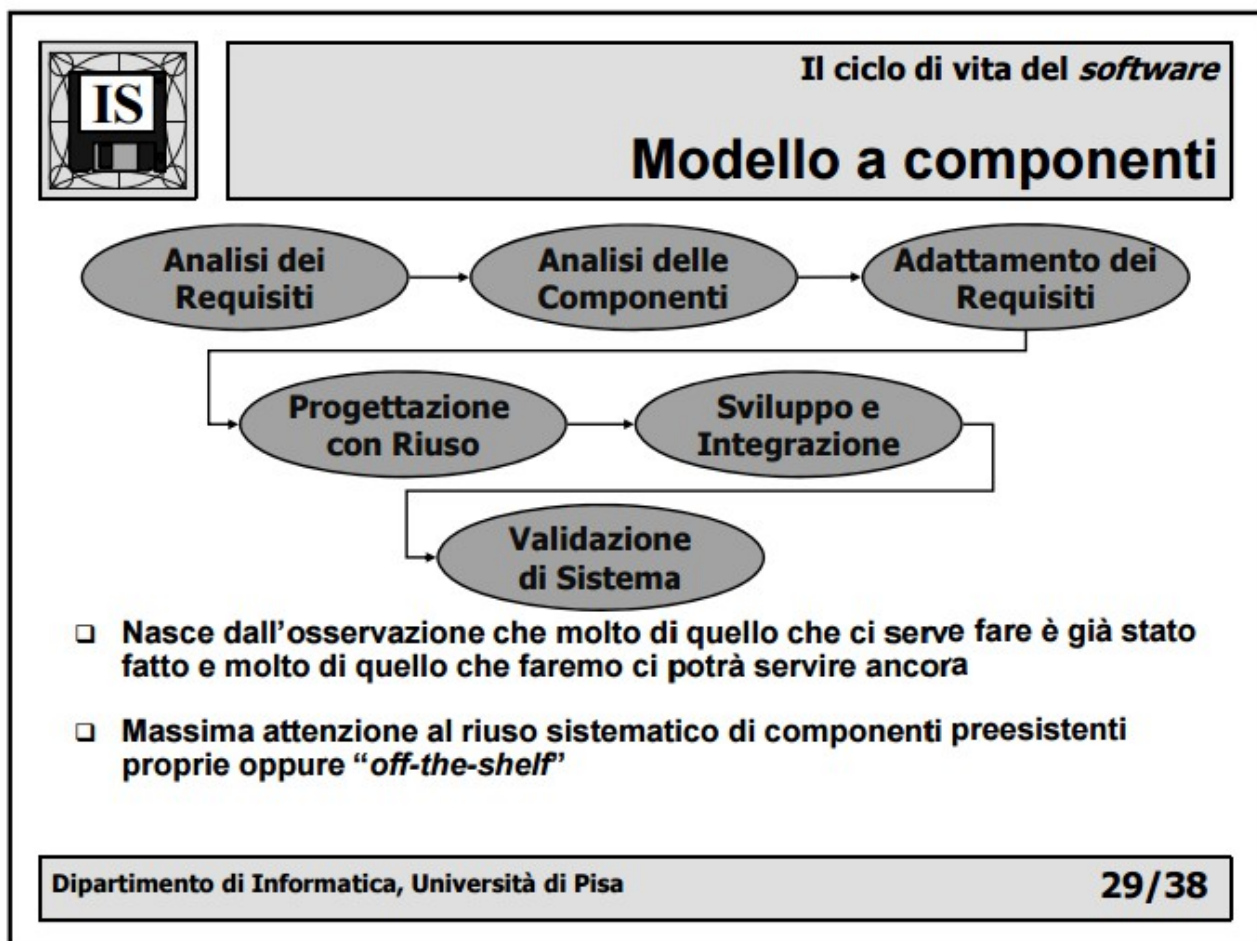 IS
Il ciclo di vita del software
Modello a componenti
Analisi dei
Requisiti
Analisi delle
Componenti
Adattamento dei
Requisiti
Progettazione
con Riuso
Sviluppo e
Integrazione
Validazione
di Sistema
❑ Nasce dall'osservazione che molto di quello che ci serve fare è già stato
fatto e molto di quello che faremo ci potrà servire ancora
❑ Massima attenzione al riuso sistematico di componenti preesistenti
proprie oppure “off-the-shelf”
Dipartimento di Informatica, Università di Pisa
29/38